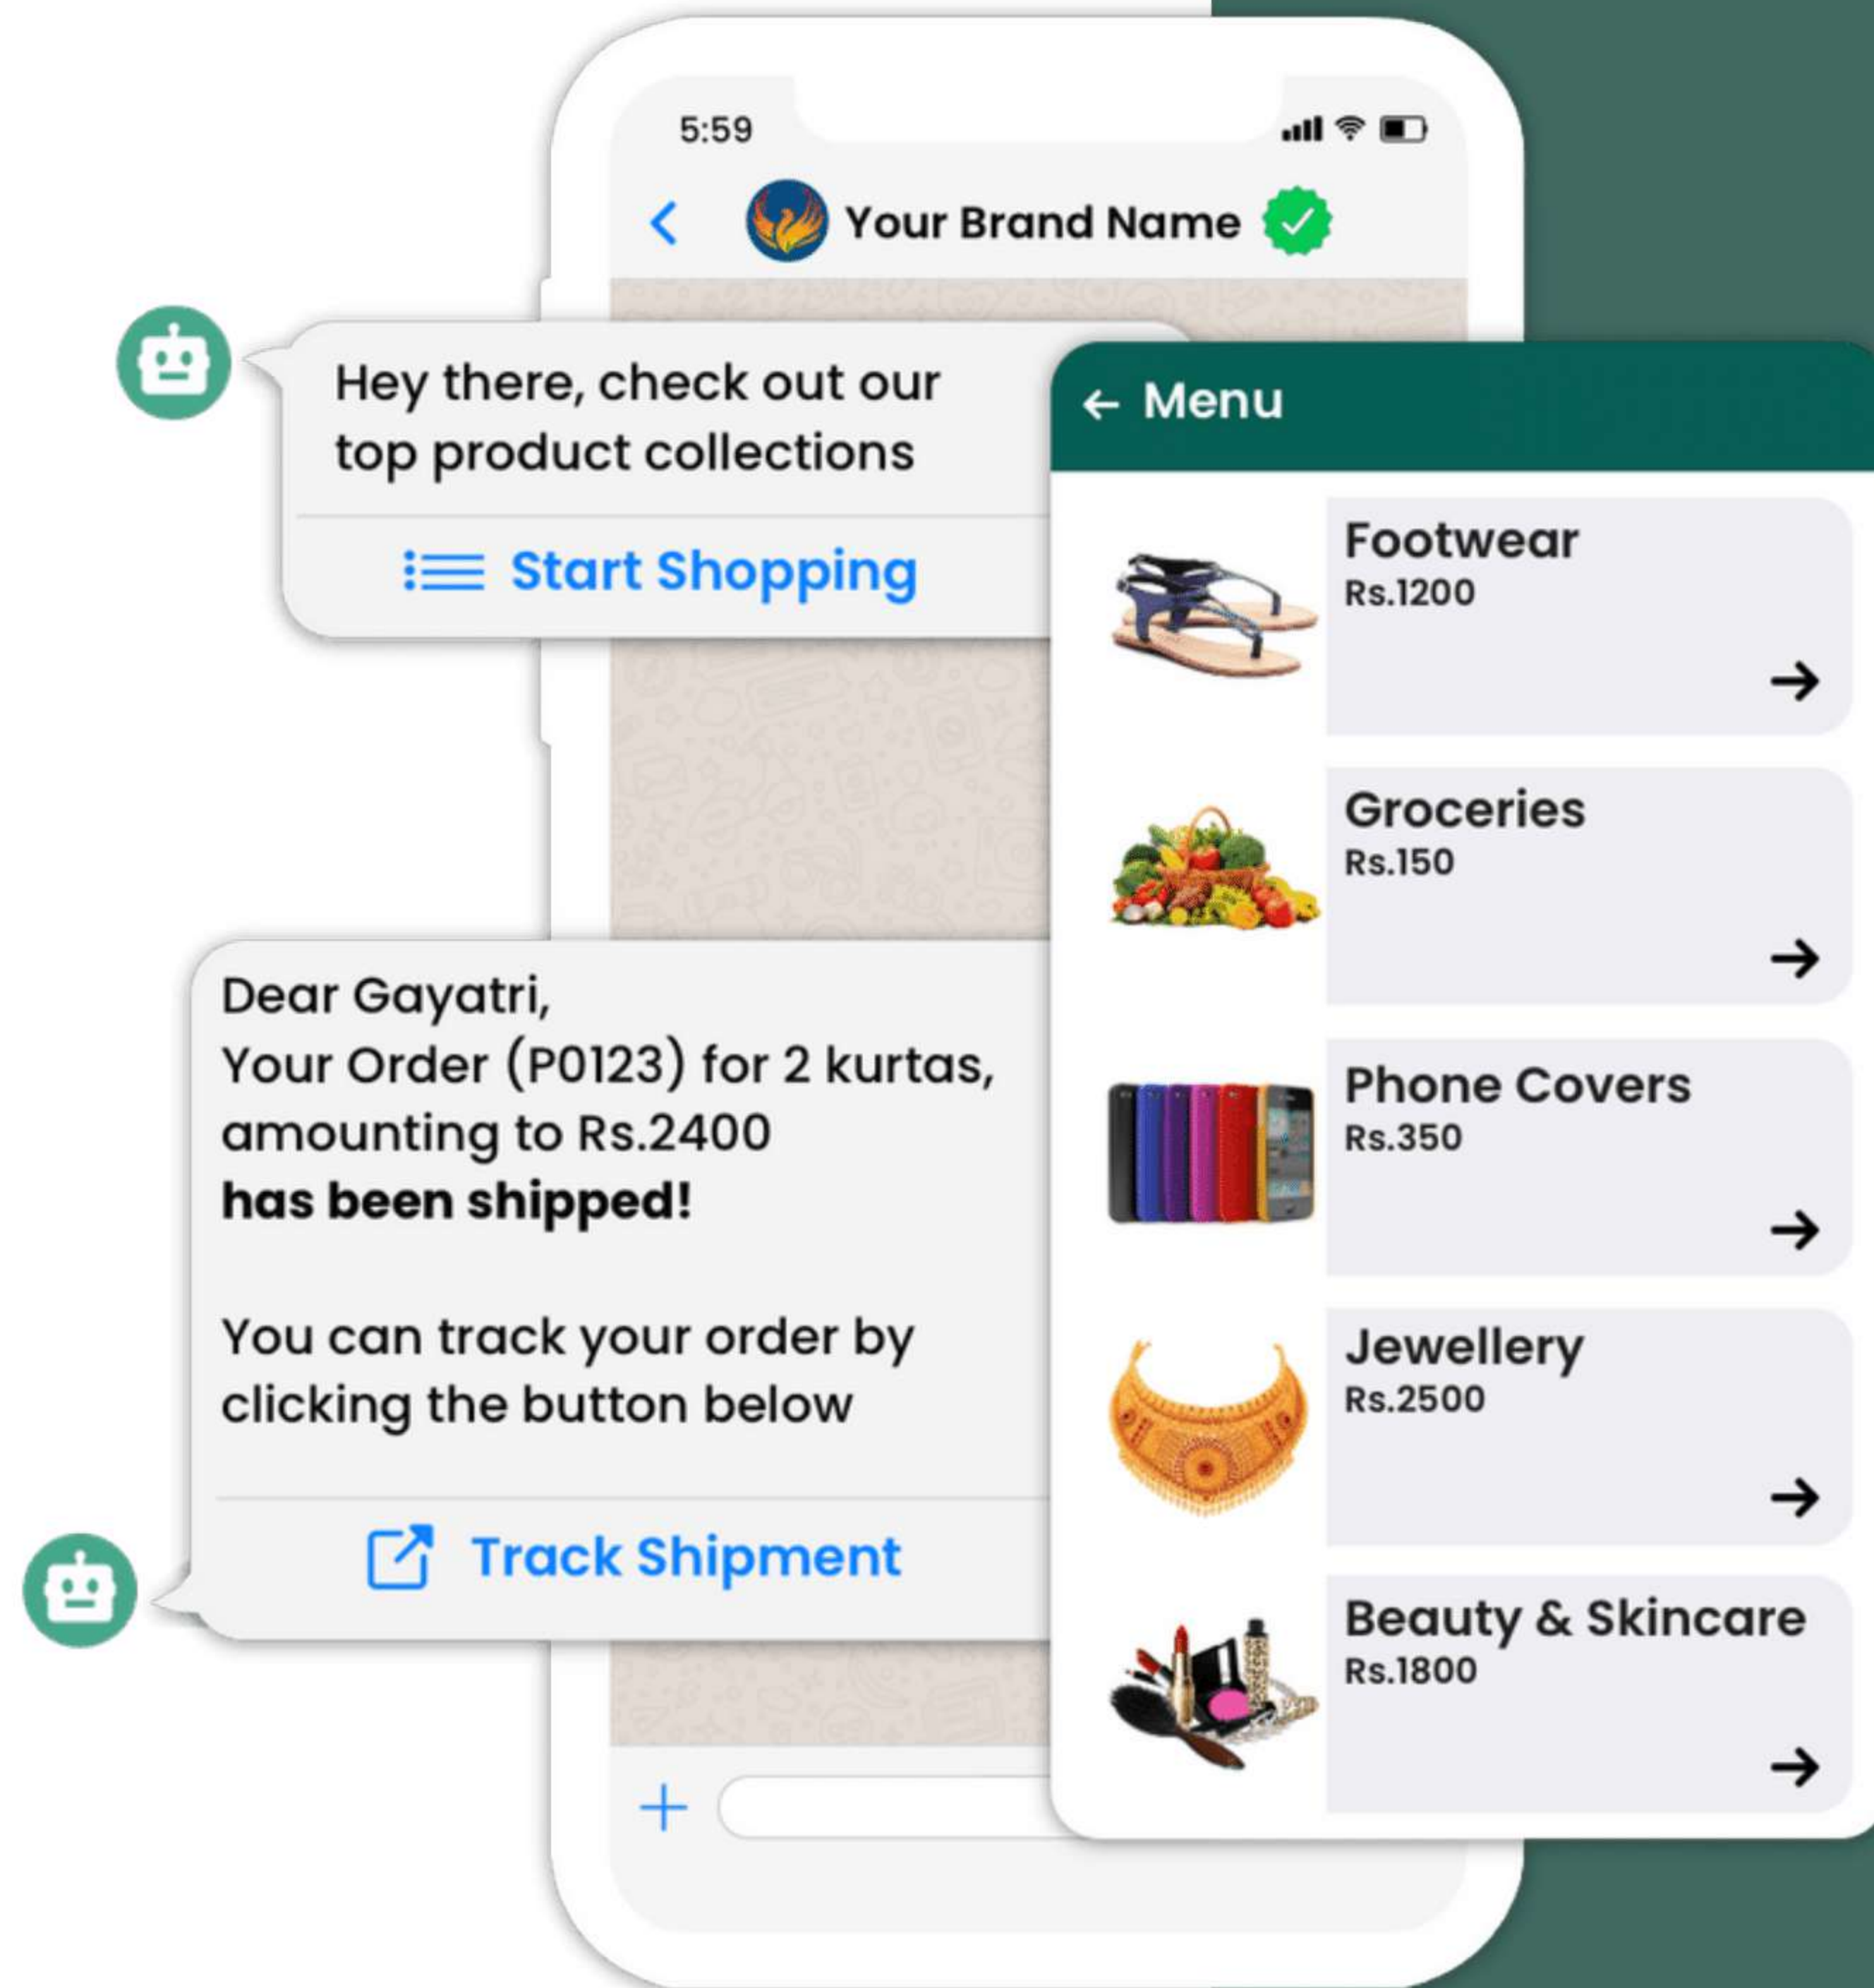 5:59
Your Brand Name
Hey there, check out our
top product collections
Start Shopping
Dear Gayatri,
Your Order (P0123) for 2 kurtas,
amounting to Rs.2400
has been shipped!
You can track your order by
clicking the button below
Track Shipment
Menu
Footwear
Rs.1200
Groceries
Rs.150
Phone Covers
Rs.350
Jewellery
Rs.2500
Beauty & Skincare
Rs.1800